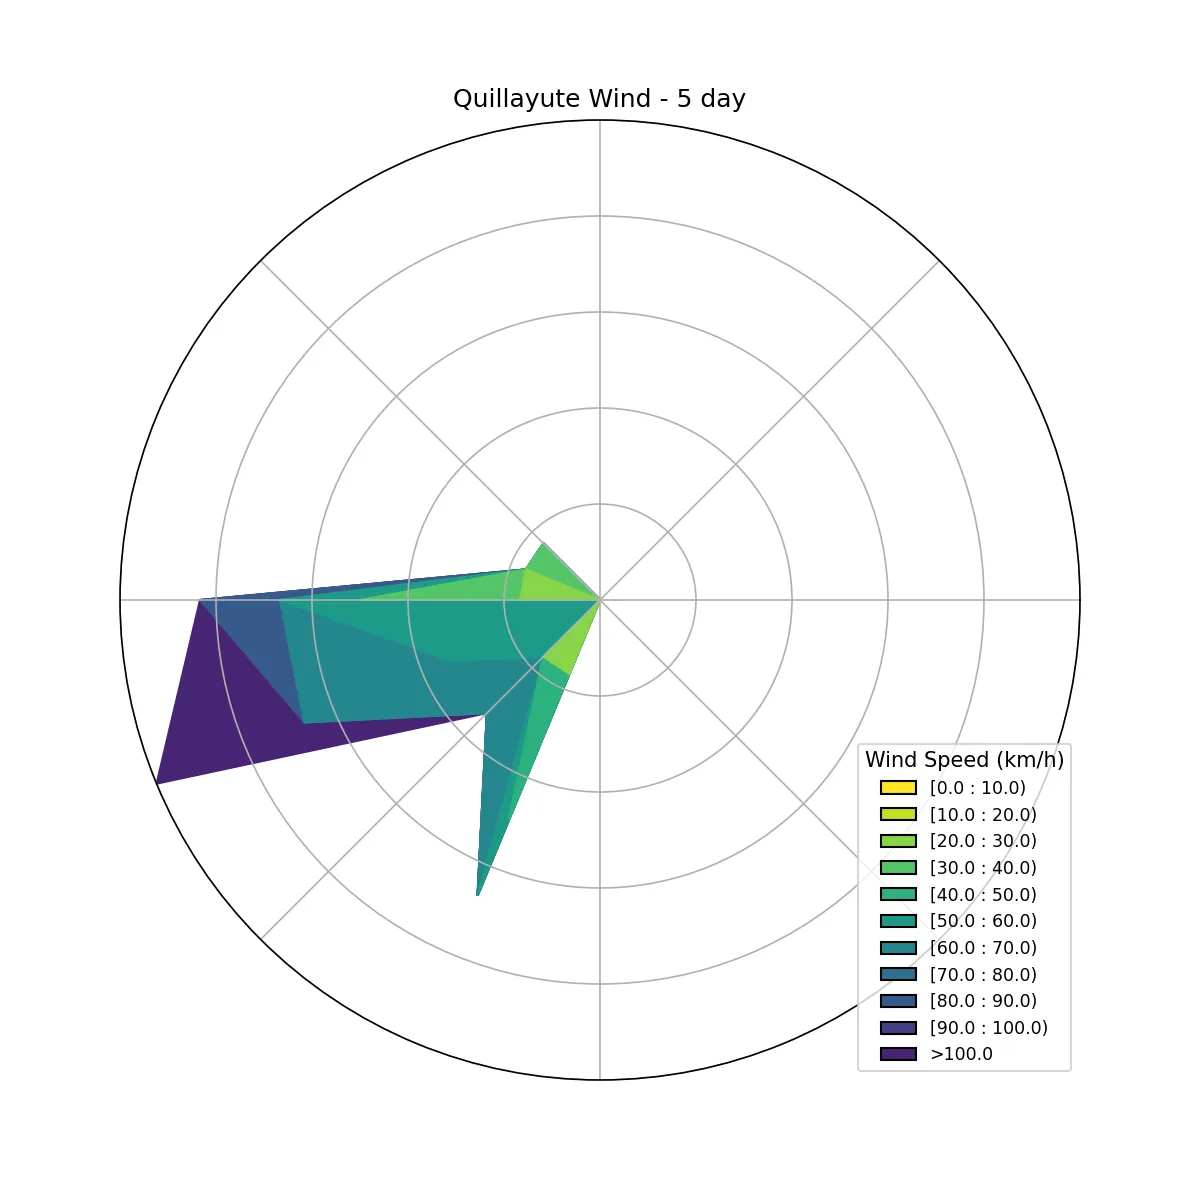 Quillayute Wind - 5 day
Wind Speed (km/h)
[0.0 : 10.0)
[10.0 : 20.0)
[20.0 : 30.0)
[30.0 : 40.0)
[40.0 : 50.0)
[50.0 : 60.0)
[60.0 : 70.0)
[70.0 : 80.0)
[80.0 : 90.0)
[90.0 : 100.0)
>100.0